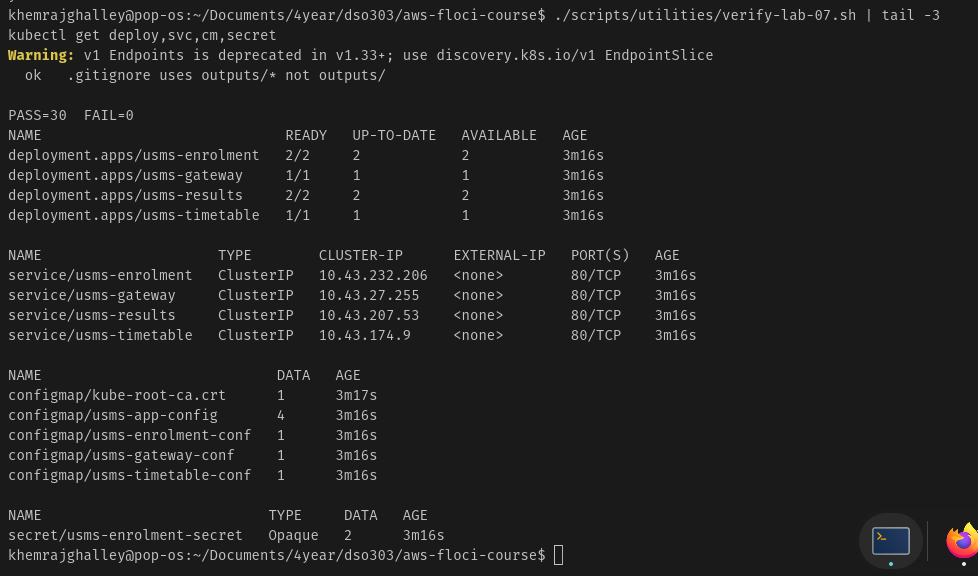 khemrajghalley@pop-os:~/Documents/4year/dso303/aws-floci-course$ ./scripts/utilities/verify-lab-07.sh | tail -3
kubectl get deploy,svc,cm,secret
Warning: v1 Endpoints is deprecated in v1.33+; use discovery.k8s.io/v1 EndpointSlice
  ok   .gitignore uses outputs/* not outputs/

PASS=30  FAIL=0
NAME                             READY   UP-TO-DATE   AVAILABLE   AGE
deployment.apps/usms-enrolment   2/2     2            2           3m16s
deployment.apps/usms-gateway     1/1     1            1           3m16s
deployment.apps/usms-results     2/2     2            2           3m16s
deployment.apps/usms-timetable   1/1     1            1           3m16s

NAME                     TYPE        CLUSTER-IP      EXTERNAL-IP   PORT(S)   AGE
service/usms-enrolment   ClusterIP   10.43.232.206   <none>        80/TCP    3m16s
service/usms-gateway     ClusterIP   10.43.27.255    <none>        80/TCP    3m16s
service/usms-results     ClusterIP   10.43.207.53    <none>        80/TCP    3m16s
service/usms-timetable   ClusterIP   10.43.174.9     <none>        80/TCP    3m16s

NAME                            DATA   AGE
configmap/kube-root-ca.crt      1      3m17s
configmap/usms-app-config       4      3m16s
configmap/usms-enrolment-conf   1      3m16s
configmap/usms-gateway-conf     1      3m16s
configmap/usms-timetable-conf   1      3m16s

NAME                           TYPE     DATA   AGE
secret/usms-enrolment-secret   Opaque   2      3m16s
khemrajghalley@pop-os:~/Documents/4year/dso303/aws-floci-course$